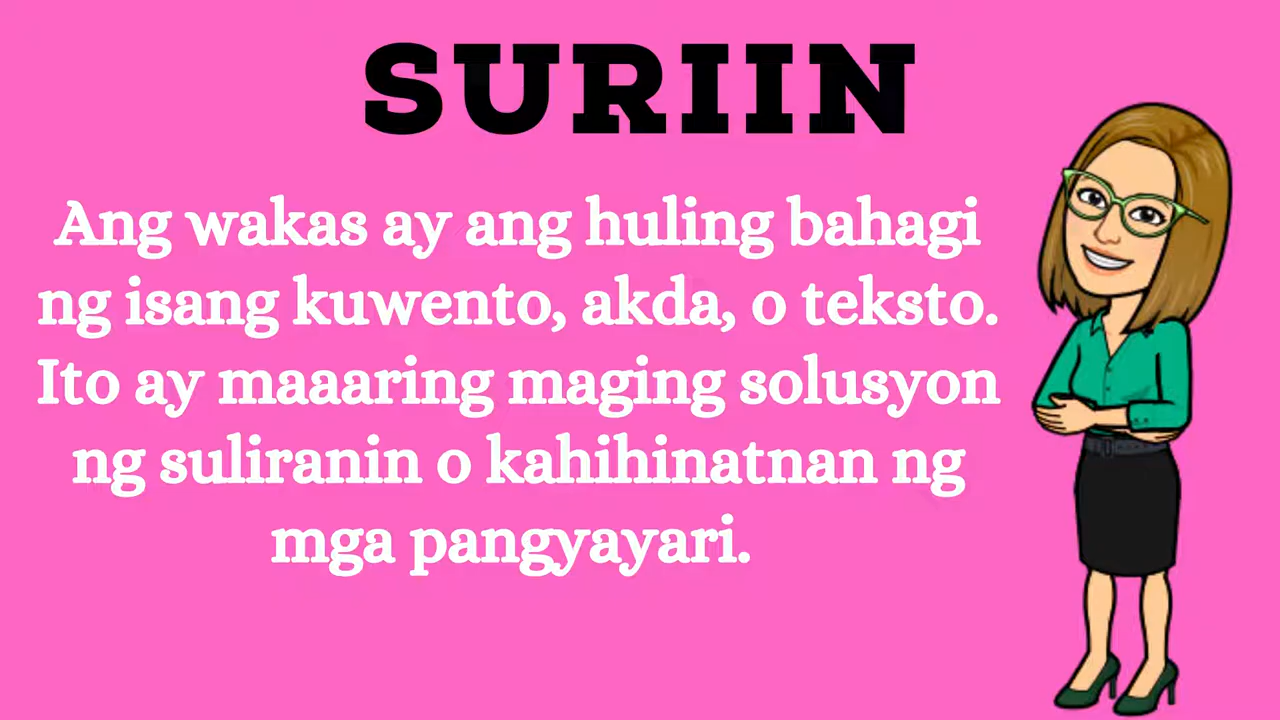 SURIIN
Ang wakas ay ang huling bahagi
ng isang kuwento, akda, o teksto.
Ito ay maaaring maging solusyon
ng suliranin o kahihinatnan ng
mga pangyayari.